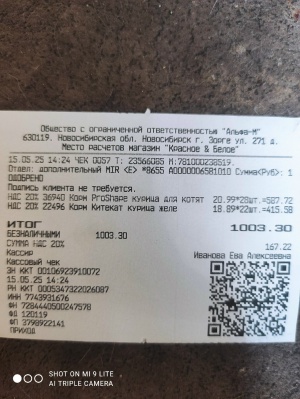 Общество с ограниченной ответственностью "Альфа-М"
630119. Новосибирская обл. Новосибирск г. Зорге ул. 271 д.
Место расчетов магазин "Красное & Белое"
15.05.25 14:24 ЧЕК 0057 Т: 23566085 М:781000238519.
Отдел: дополнительный MIR <E> *8655 A0000006581010 Сумма(Руб): 1
ОДОБРЕНО
Подпись клиента не требуется.
НДС 20% 36940 Корм ProShape курица для котят 20.99*28шт.=587.72
НДС 20% 22496 Корм Китекат курица желе 18.89*22шт.=415.58
ИТОГ 1003.30
БЕЗНАЛИЧНЫМИ 1003.30
СУММА НДС 20% 167.22
Кассир Иванова Ева Алексеевна
Кассовый чек
ЗН ККТ 00106923910072
15.05.25 14:24
РН ККТ 0005347322026087
ИНН 7743931676
ФН 7284440500247578
ФД 120119
ФП 3798922141
ПРИХОД
SHOT ON MI 9 LITE
AI TRIPLE CAMERA